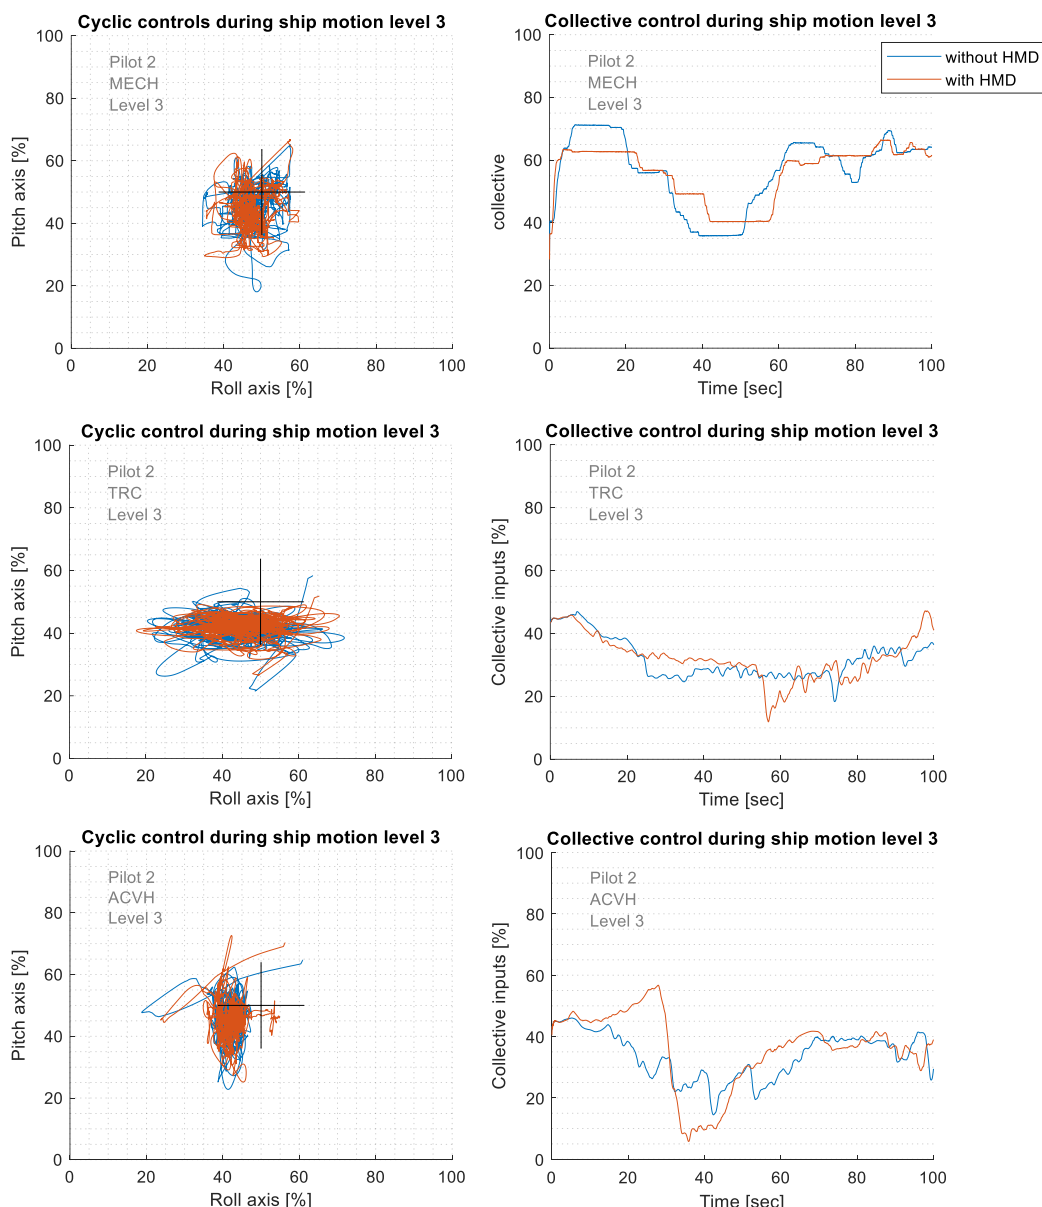 Cyclic controls during ship motion level 3
100
80
60
40
20
0
Pitch axis [%]
Pilot 2
MECH
Level 3
0 20 40 60 80 100
Roll axis [%]
Collective control during ship motion level 3
100
80
60
40
20
0
collective
Pilot 2
MECH
Level 3
without HMD
with HMD
0 20 40 60 80 100
Time [sec]
Cyclic control during ship motion level 3
100
80
60
40
20
0
Pitch axis [%]
Pilot 2
TRC
Level 3
0 20 40 60 80 100
Roll axis [%]
Collective control during ship motion level 3
100
80
60
40
20
0
Collective inputs [%]
Pilot 2
TRC
Level 3
0 20 40 60 80 100
Time [sec]
Cyclic control during ship motion level 3
100
80
60
40
20
0
Pitch axis [%]
Pilot 2
ACVH
Level 3
0 20 40 60 80 100
Roll axis [%]
Collective control during ship motion level 3
100
80
60
40
20
0
Collective inputs [%]
Pilot 2
ACVH
Level 3
0 20 40 60 80 100
Time [sec]